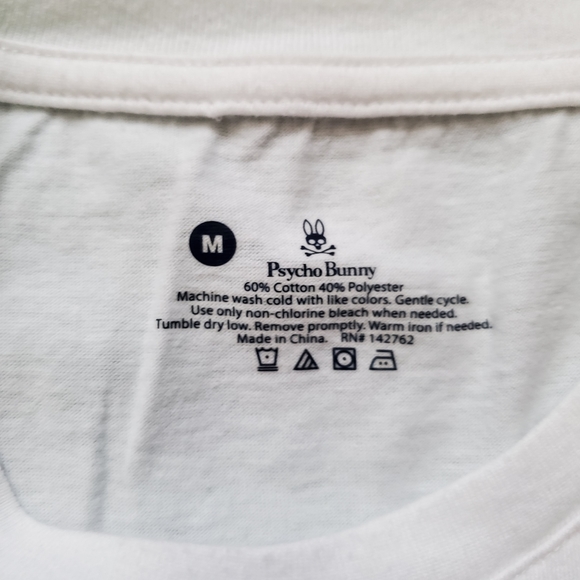 M
Psycho Bunny
60% Cotton 40% Polyester
Machine wash cold with like colors. Gentle cycle.
Use only non-chlorine bleach when needed.
Tumble dry low. Remove promptly. Warm iron if needed.
Made in China. RN# 142762